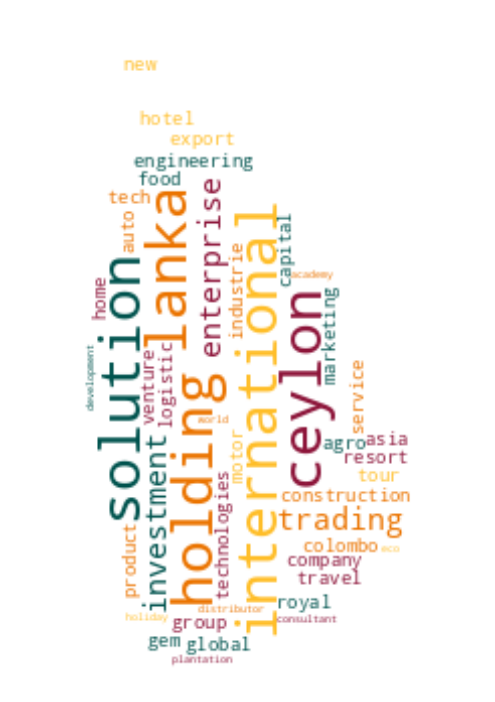 new
hotel
export
engineering
food
tech
lanka
enterprise
auto
international
capital
academy
industrie
solution
home
ceylon
marketing
development
venture
logistic
service
holding
world
motor
agro
asia
resort
investment
tour
technologies
construction
trading
product
colombo
eco
company
travel
royal
distributor
holiday
group
consultant
gem
global
plantation